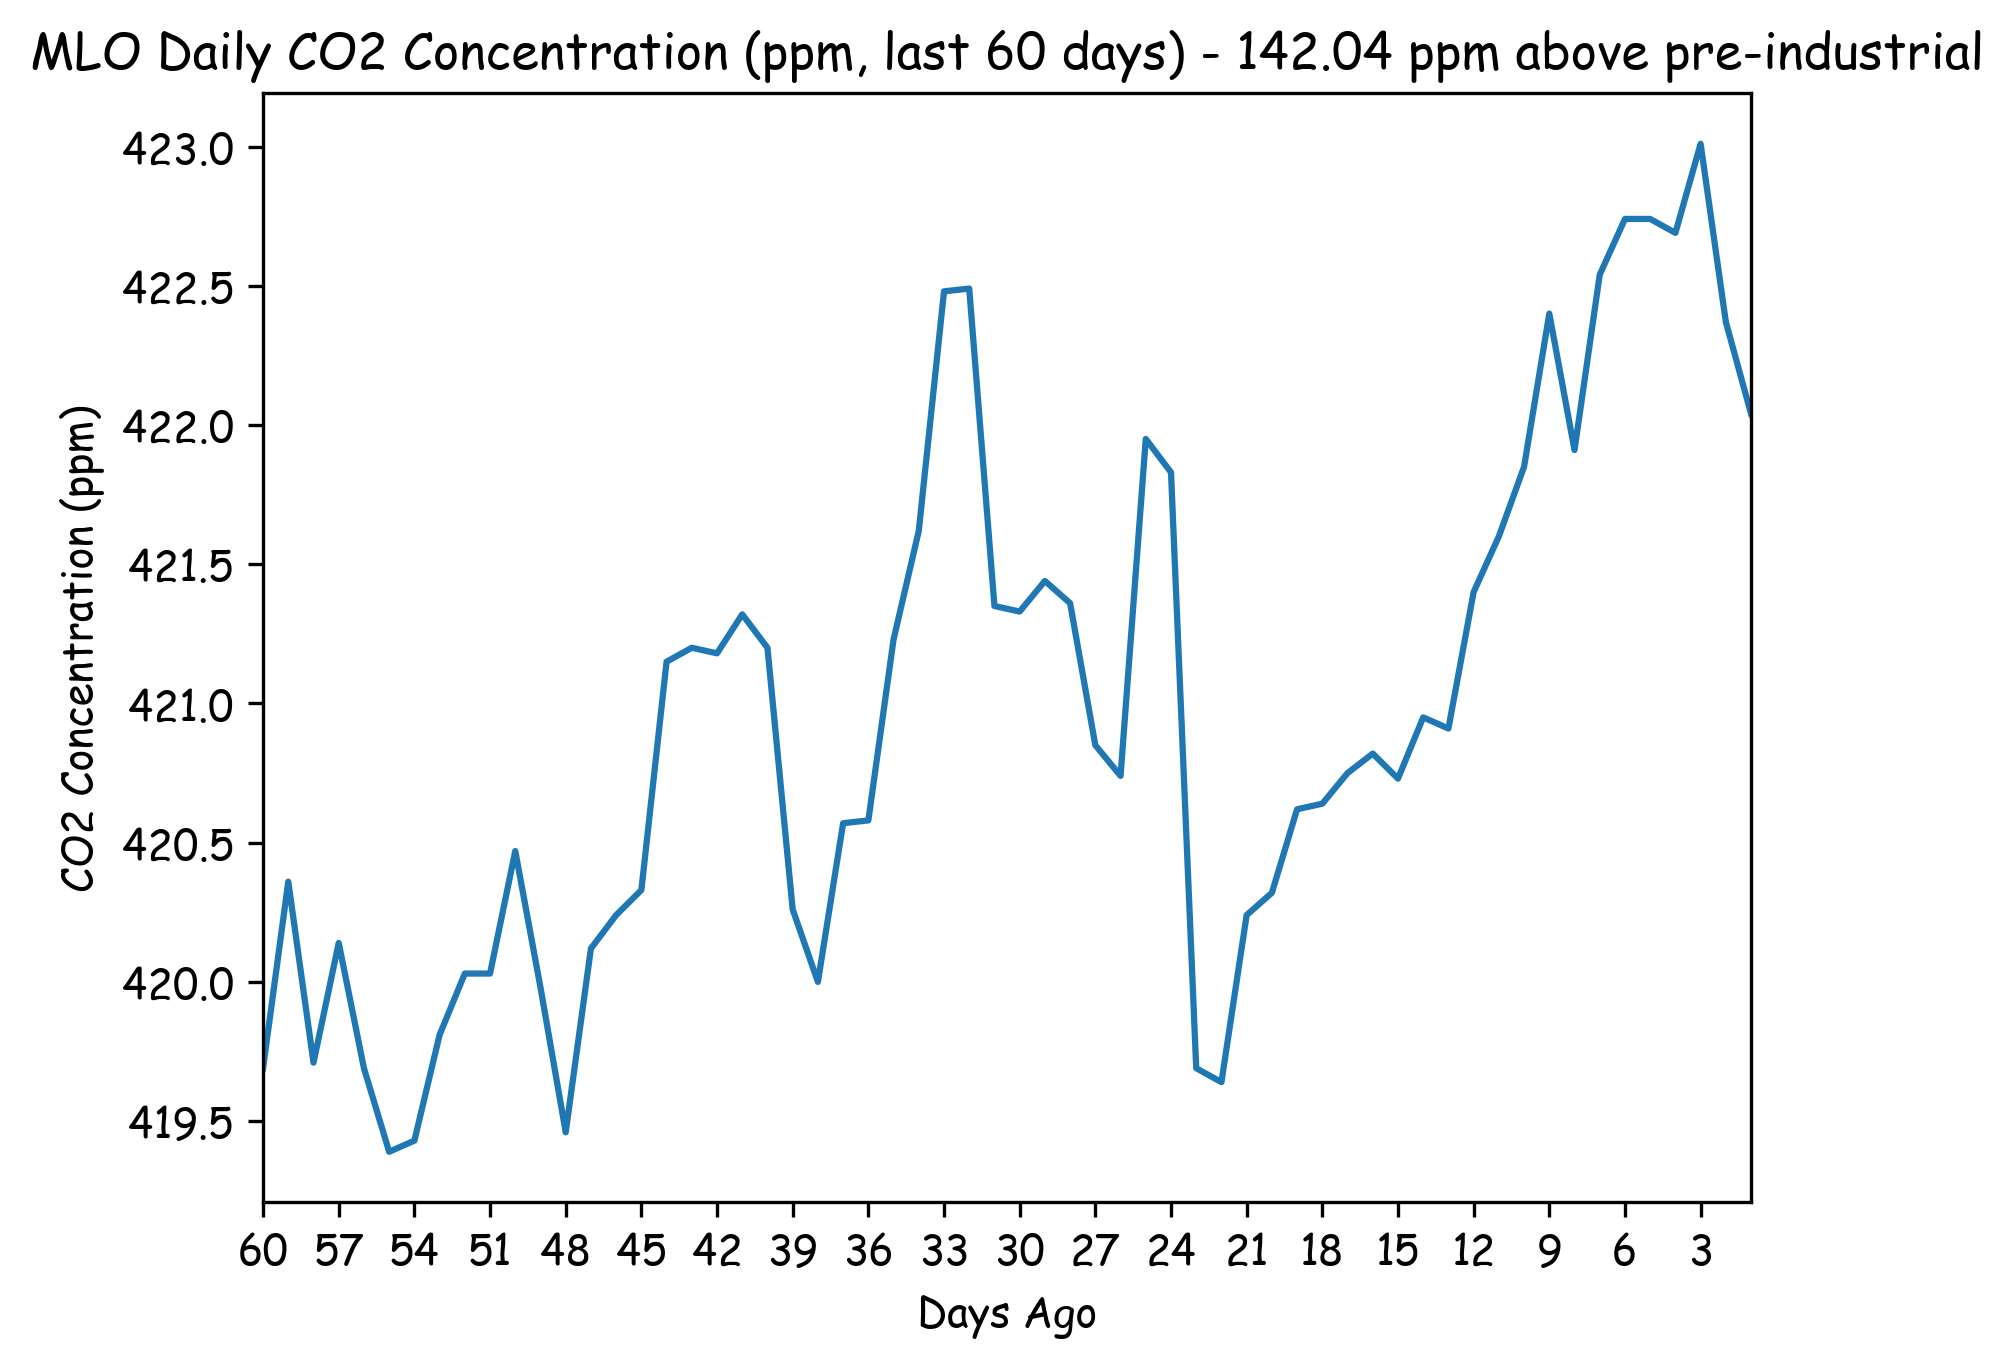 MLO Daily CO2 Concentration (ppm, last 60 days) - 142.04 ppm above pre-industrial
423.0
422.5
422.0
421.5
421.0
420.5
420.0
419.5
CO2 Concentration (ppm)
60 57 54 51 48 45 42 39 36 33 30 27 24 21 18 15 12 9 6 3
Days Ago